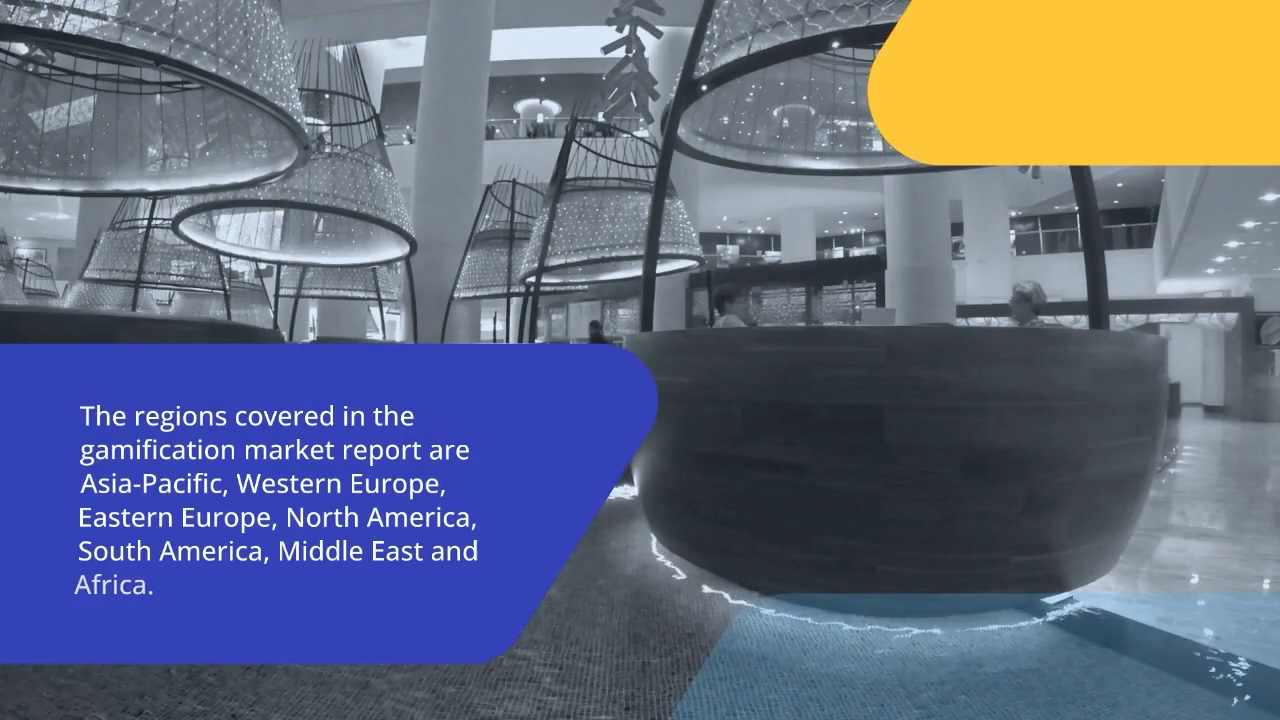 The regions covered in the
gamification market report are
Asia-Pacific, Western Europe,
Eastern Europe, North America,
South America, Middle East and
Africa.